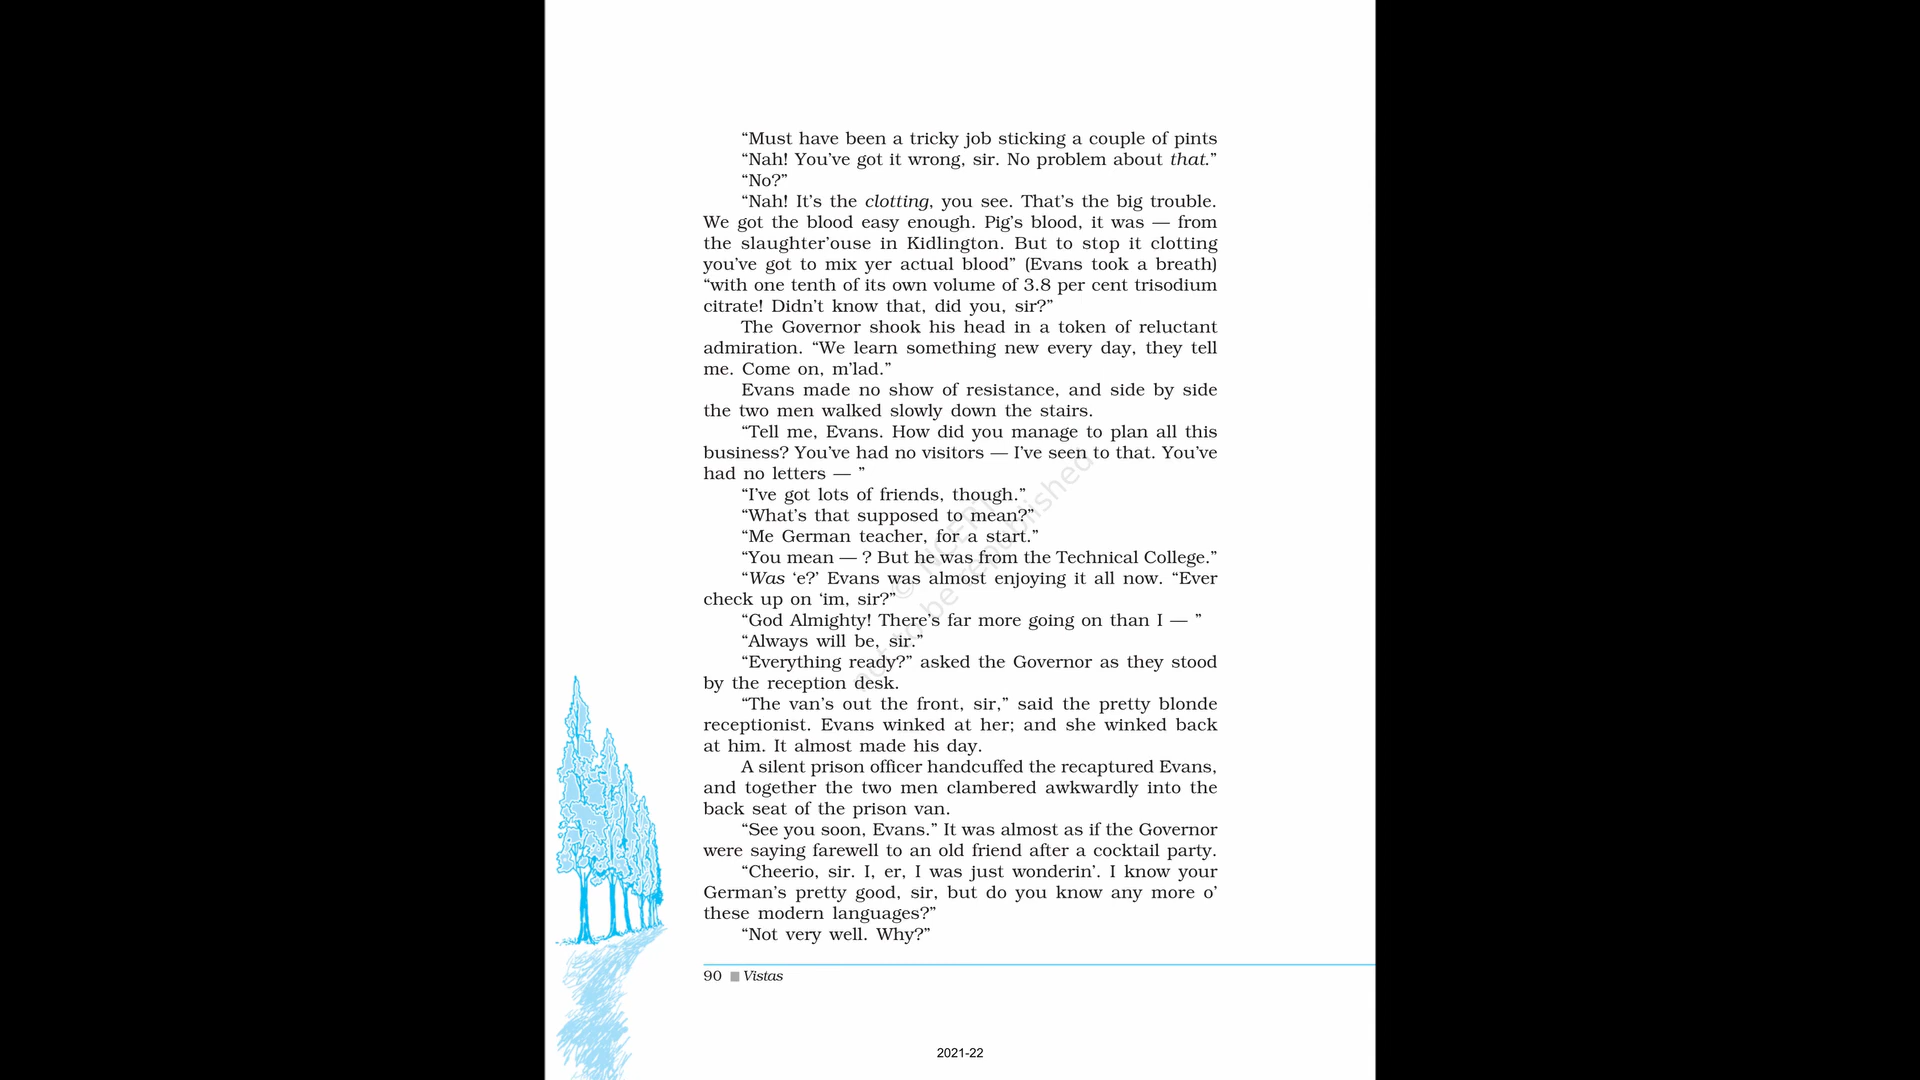 “Must have been a tricky job sticking a couple of pints
“Nah! You’ve got it wrong, sir. No problem about that.”
“No?”
“Nah! It’s the clotting, you see. That’s the big trouble.
We got the blood easy enough. Pig’s blood, it was — from
the slaughter’ouse in Kidlington. But to stop it clotting
you’ve got to mix yer actual blood” (Evans took a breath)
“with one tenth of its own volume of 3.8 per cent trisodium
citrate! Didn’t know that, did you, sir?”
The Governor shook his head in a token of reluctant
admiration. “We learn something new every day, they tell
me. Come on, m’lad.”
Evans made no show of resistance, and side by side
the two men walked slowly down the stairs.
“Tell me, Evans. How did you manage to plan all this
business? You’ve had no visitors — I’ve seen to that. You’ve
had no letters — ”
“I’ve got lots of friends, though.”
“What’s that supposed to mean?”
“Me German teacher, for a start.”
“You mean — ? But he was from the Technical College.”
“Was ‘e?’ Evans was almost enjoying it all now. “Ever
check up on ‘im, sir?”
“God Almighty! There’s far more going on than I — ”
“Always will be, sir.”
“Everything ready?” asked the Governor as they stood
by the reception desk.
“The van’s out the front, sir,” said the pretty blonde
receptionist. Evans winked at her; and she winked back
at him. It almost made his day.
A silent prison officer handcuffed the recaptured Evans,
and together the two men clambered awkwardly into the
back seat of the prison van.
“See you soon, Evans.” It was almost as if the Governor
were saying farewell to an old friend after a cocktail party.
“Cheerio, sir. I, er, I was just wonderin’. I know your
German’s pretty good, sir, but do you know any more o’
these modern languages?”
“Not very well. Why?”
90 ■ Vistas
2021-22
© NCERT
not to be republished